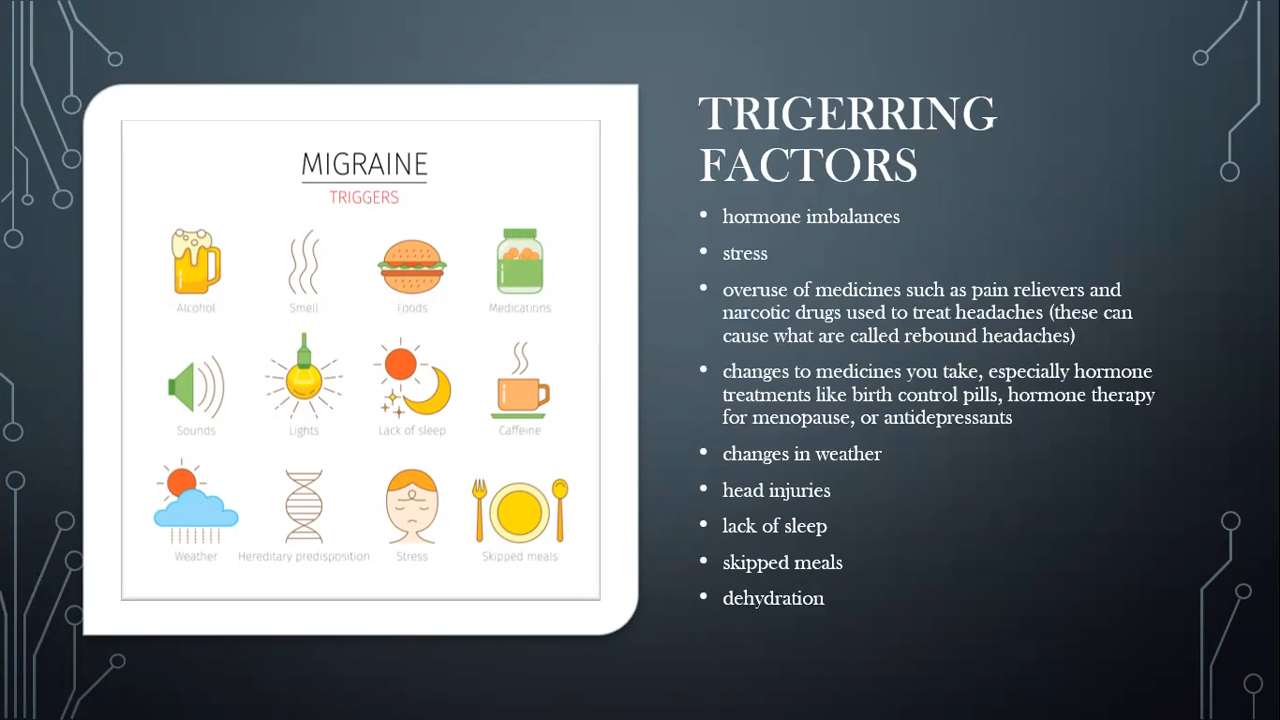 MIGRAINE
TRIGGERS
Alcohol
Smell
Foods
Medications
Sounds
Lights
Lack of sleep
Caffeine
Weather
Hereditary predisposition
Stress
Skipped meals
TRIGERRING
FACTORS
• hormone imbalances
• stress
• overuse of medicines such as pain relievers and
narcotic drugs used to treat headaches (these can
cause what are called rebound headaches)
• changes to medicines you take, especially hormone
treatments like birth control pills, hormone therapy
for menopause, or antidepressants
• changes in weather
• head injuries
• lack of sleep
• skipped meals
• dehydration